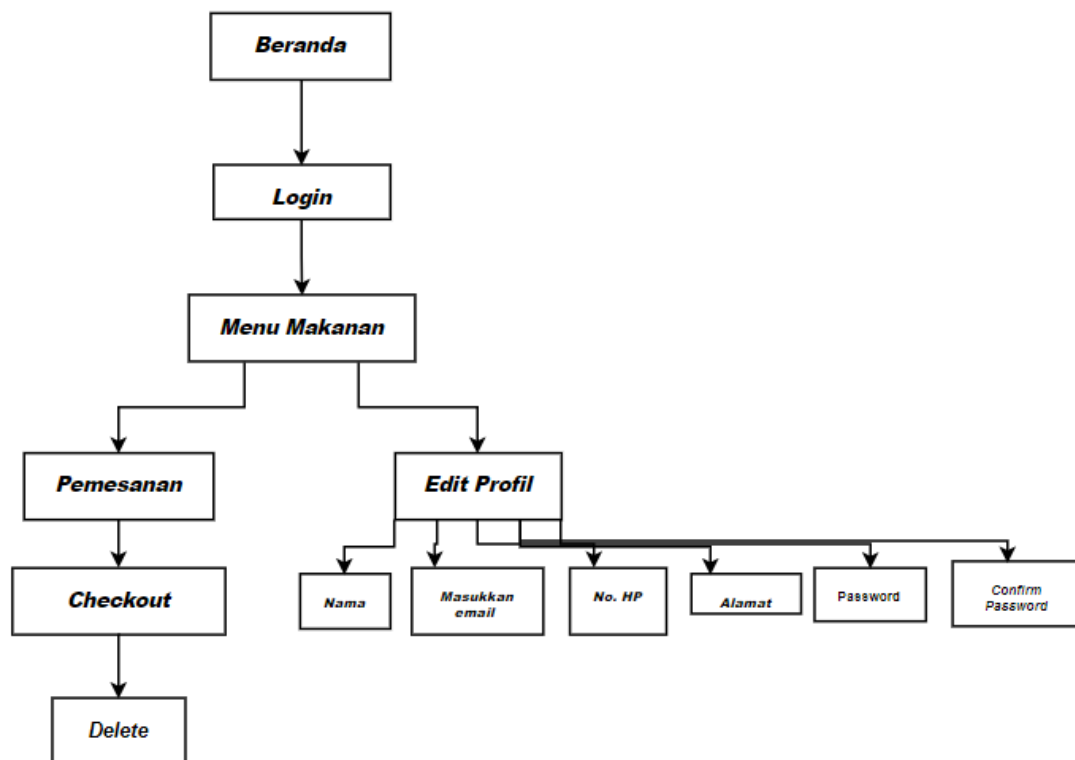 Beranda
Login
Menu Makanan
Pemesanan
Edit Profil
Checkout
Nama
Masukkan
email
No. HP
Alamat
Password
Confirm
Password
Delete